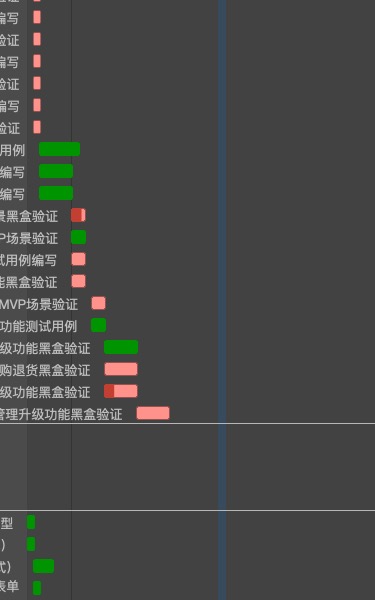 编写
验证
编写
验证
编写
验证
用例
编写
编写
景黑盒验证
P场景验证
试用例编写
能黑盒验证
MVP场景验证
功能测试用例
级功能黑盒验证
购退货黑盒验证
级功能黑盒验证
管理升级功能黑盒验证
型
)
式)
表单